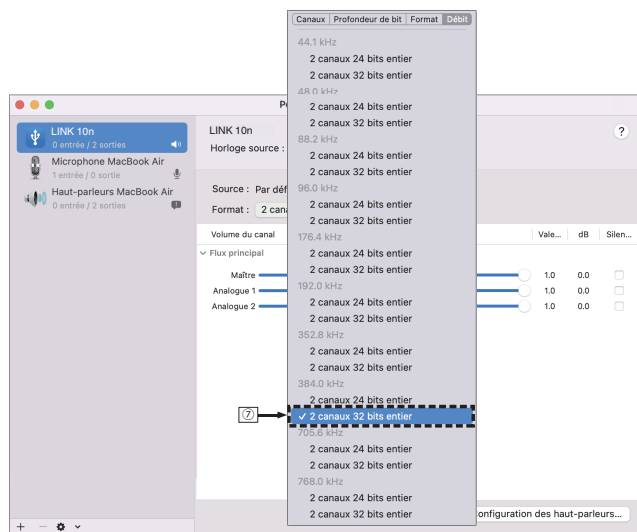 Canaux Profondeur de bit Format Débit
44.1 kHz
2 canaux 24 bits entier
2 canaux 32 bits entier
48.0 kHz
2 canaux 24 bits entier
2 canaux 32 bits entier
88.2 kHz
2 canaux 24 bits entier
2 canaux 32 bits entier
96.0 kHz
2 canaux 24 bits entier
2 canaux 32 bits entier
176.4 kHz
2 canaux 24 bits entier
2 canaux 32 bits entier
192.0 kHz
2 canaux 24 bits entier
2 canaux 32 bits entier
352.8 kHz
2 canaux 24 bits entier
2 canaux 32 bits entier
384.0 kHz
2 canaux 24 bits entier
⑦ ✓ 2 canaux 32 bits entier
705.6 kHz
2 canaux 24 bits entier
2 canaux 32 bits entier
768.0 kHz
2 canaux 24 bits entier
2 canaux 32 bits entier
LINK 10n
0 entrée / 2 sorties
Microphone MacBook Air
1 entrée / 0 sortie
Haut-parleurs MacBook Air
0 entrée / 2 sorties
LINK 10n ?
Horloge source :
Source : Par déf
Format : 2 cana
Volume du canal Vale... dB Silen...
Flux principal
Maître 1.0 0.0
Analogue 1 1.0 0.0
Analogue 2 1.0 0.0
onfiguration des haut-parleurs...